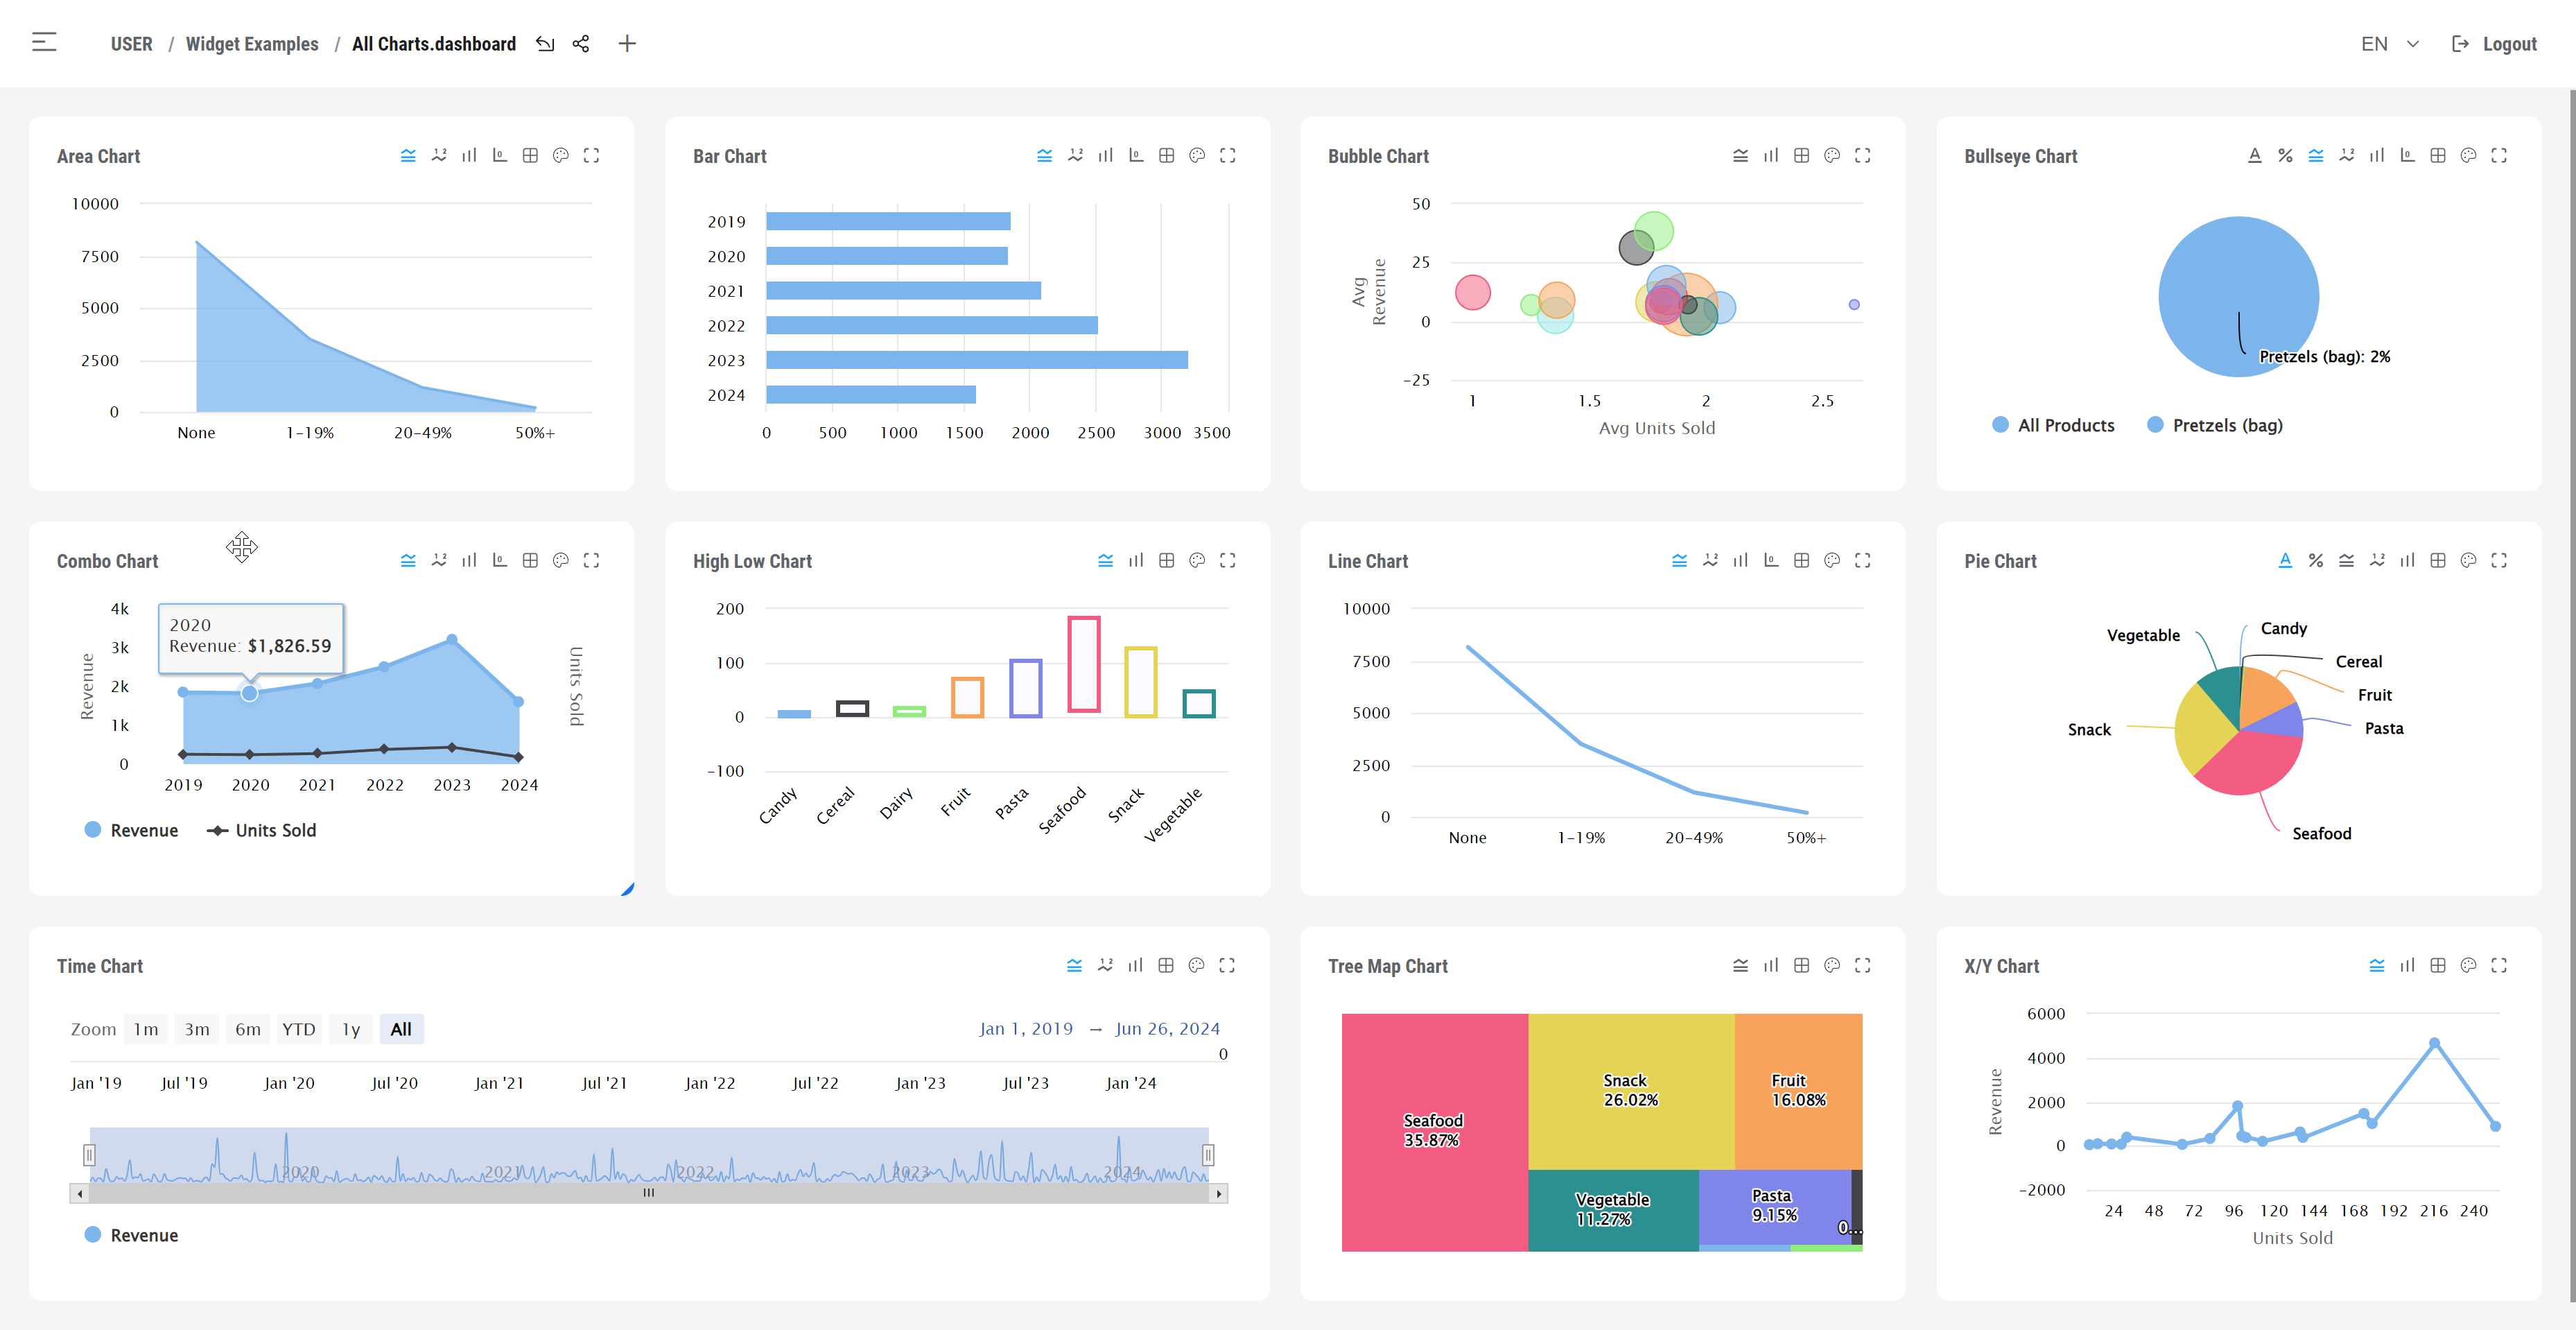 USER / Widget Examples / All Charts.dashboard
EN
Logout
Area Chart
10000
7500
5000
2500
0
None 1-19% 20-49% 50%+
Bar Chart
2019
2020
2021
2022
2023
2024
0 500 1000 1500 2000 2500 3000 3500
Bubble Chart
50
25
0
-25
Avg
Revenue
1 1.5 2 2.5
Avg Units Sold
Bullseye Chart
Pretzels (bag): 2%
All Products Pretzels (bag)
Combo Chart
4k
3k
2k
1k
0
Revenue
2020
Revenue: $1,826.59
Units Sold
2019 2020 2021 2022 2023 2024
Revenue Units Sold
High Low Chart
200
100
0
-100
Candy Cereal Dairy Fruit Pasta Seafood Snack Vegetable
Line Chart
10000
7500
5000
2500
0
None 1-19% 20-49% 50%+
Pie Chart
Candy
Vegetable
Cereal
Fruit
Pasta
Snack
Seafood
Time Chart
Zoom 1m 3m 6m YTD 1y All
Jan 1, 2019 → Jun 26, 2024
0
Jan '19 Jul '19 Jan '20 Jul '20 Jan '21 Jul '21 Jan '22 Jul '22 Jan '23 Jul '23 Jan '24
2020 2021 2022 2023 2024
Revenue
Tree Map Chart
Seafood
35.87%
Snack
26.02%
Fruit
16.08%
Vegetable
11.27%
Pasta
9.15%
0...
X/Y Chart
6000
4000
2000
0
-2000
Revenue
24 48 72 96 120 144 168 192 216 240
Units Sold